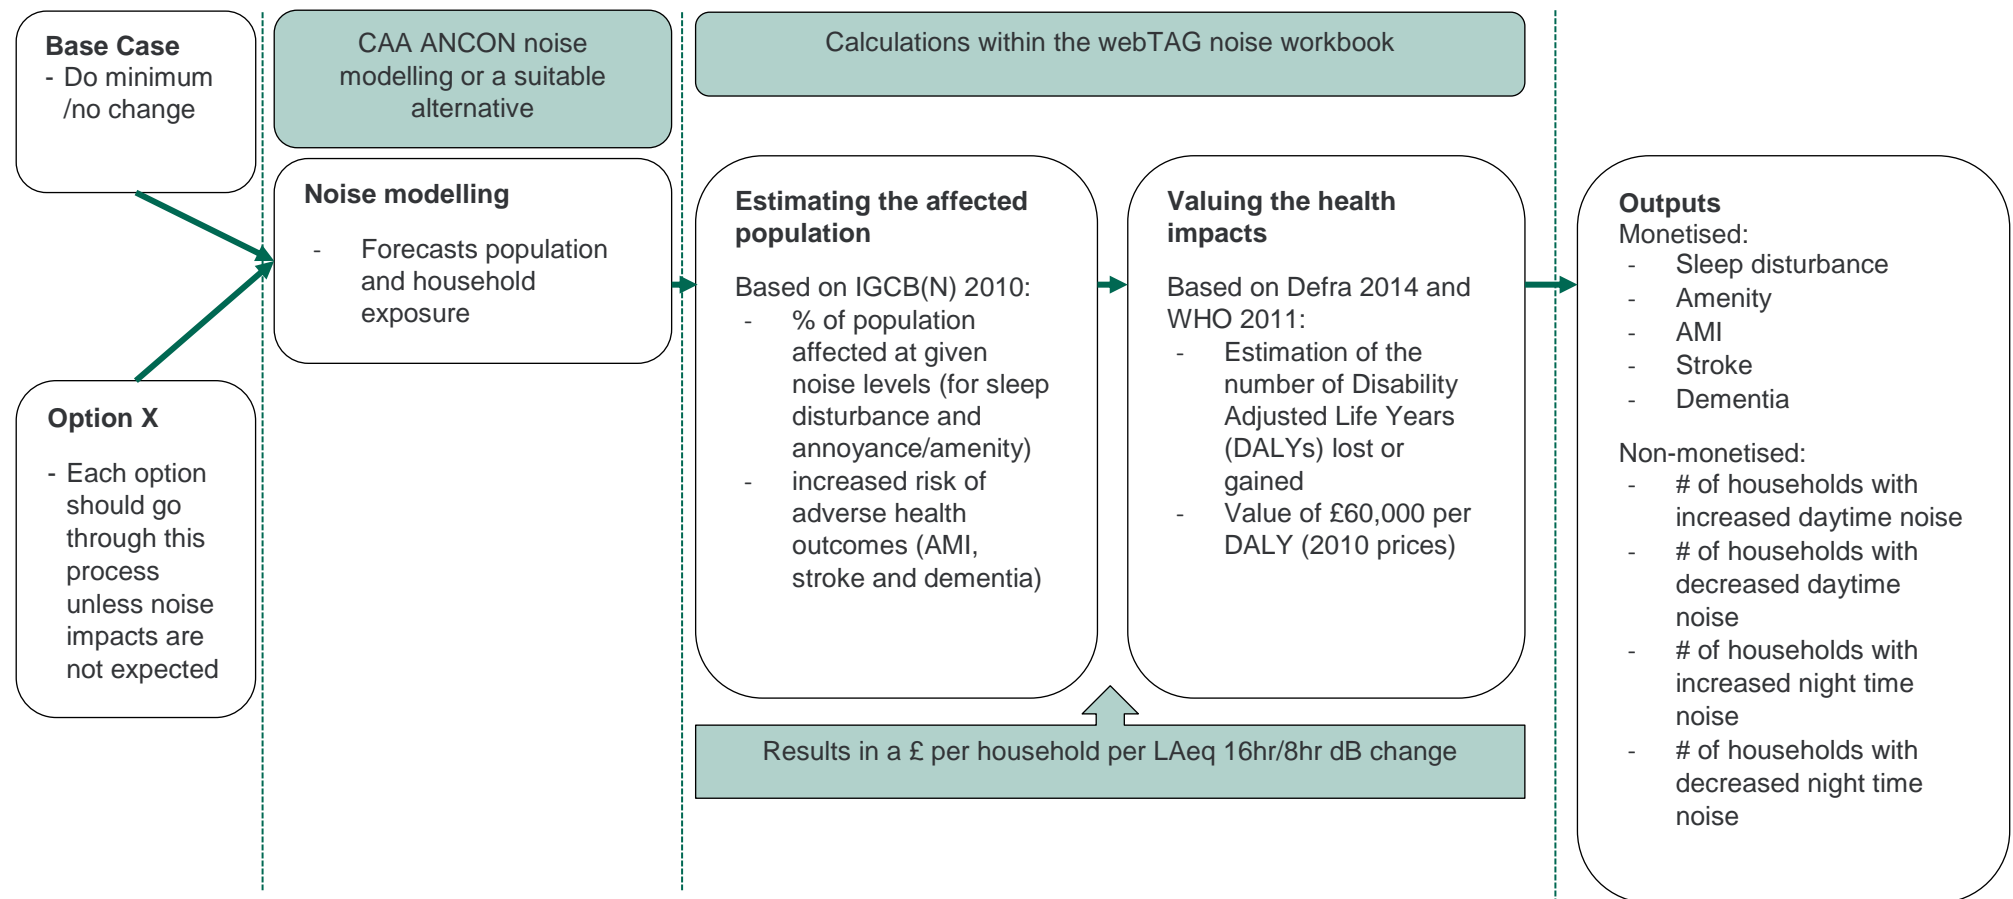 Base Case
- Do minimum
/no change
Option X
- Each option
should go
through this
process
unless noise
impacts are
not expected
CAA ANCON noise
modelling or a suitable
alternative
Noise modelling
- Forecasts population
and household
exposure
Calculations within the webTAG noise workbook
Estimating the affected
population
Based on IGCB(N) 2010:
- % of population
affected at given
noise levels (for sleep
disturbance and
annoyance/amenity)
- increased risk of
adverse health
outcomes (AMI,
stroke and dementia)
Valuing the health
impacts
Based on Defra 2014 and
WHO 2011:
- Estimation of the
number of Disability
Adjusted Life Years
(DALYs) lost or
gained
- Value of £60,000 per
DALY (2010 prices)
Results in a £ per household per LAeq 16hr/8hr dB change
Outputs
Monetised:
- Sleep disturbance
- Amenity
- AMI
- Stroke
- Dementia
Non-monetised:
- # of households with
increased daytime noise
- # of households with
decreased daytime
noise
- # of households with
increased night time
noise
- # of households with
decreased night time
noise